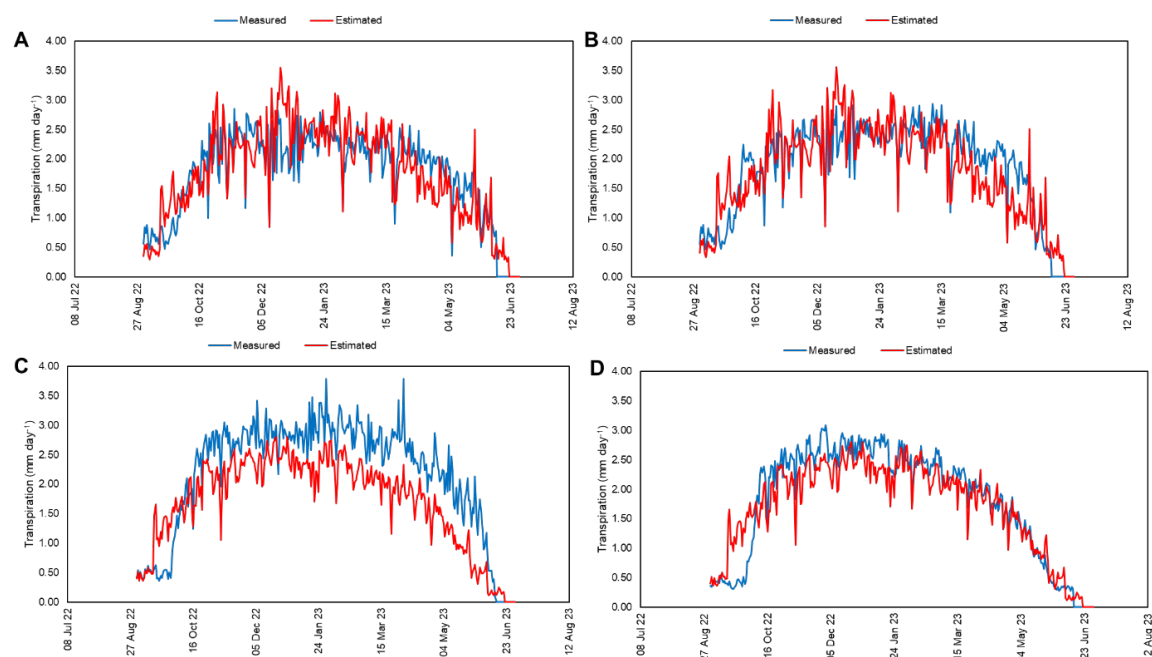 Measured Estimated
A
Transpiration (mm day⁻¹)
4.00
3.50
3.00
2.50
2.00
1.50
1.00
0.50
0.00
08 Jul 22
27 Aug 22
16 Oct 22
05 Dec 22
24 Jan 23
15 Mar 23
04 May 23
23 Jun 23
12 Aug 23
Measured Estimated
B
Transpiration (mm day⁻¹)
4.00
3.50
3.00
2.50
2.00
1.50
1.00
0.50
0.00
08 Jul 22
27 Aug 22
16 Oct 22
05 Dec 22
24 Jan 23
15 Mar 23
04 May 23
23 Jun 23
12 Aug 23
Measured Estimated
C
Transpiration (mm day⁻¹)
4.00
3.50
3.00
2.50
2.00
1.50
1.00
0.50
0.00
08 Jul 22
27 Aug 22
16 Oct 22
05 Dec 22
24 Jan 23
15 Mar 23
04 May 23
23 Jun 23
12 Aug 23
Measured Estimated
D
Transpiration (mm day⁻¹)
4.00
3.50
3.00
2.50
2.00
1.50
1.00
0.50
0.00
08 Jul 22
27 Aug 22
16 Oct 22
05 Dec 22
24 Jan 23
15 Mar 23
04 May 23
23 Jun 23
2 Aug 23